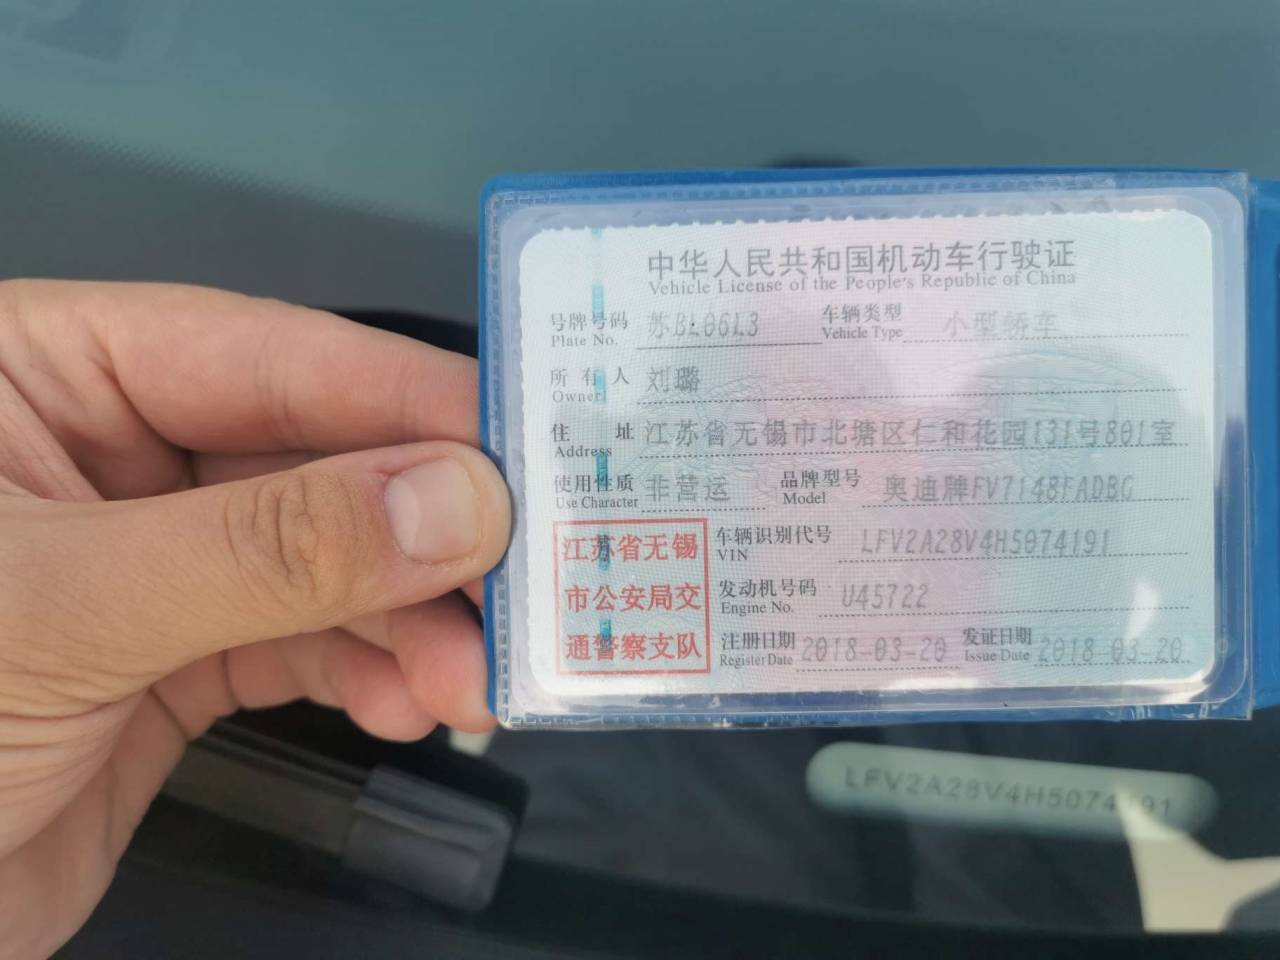 中华人民共和国机动车行驶证
Vehicle License of the People's Republic of China
号牌号码 苏BL06L3 车辆类型 小型轿车
Plate No. Vehicle Type
所有人 刘璐
Owner
住址 江苏省无锡市北塘区仁和花园131号801室
Address
使用性质 非营运 品牌型号 奥迪牌FV7148FADBG
Use Character Model
江苏省无锡
市公安局交
通警察支队
车辆识别代号 LFV2A28V4H5074191
VIN
发动机号码 U45722
Engine No.
注册日期 2018-03-20 发证日期 2018-03-20
Register Date Issue Date
LFV2A28V4H5074191